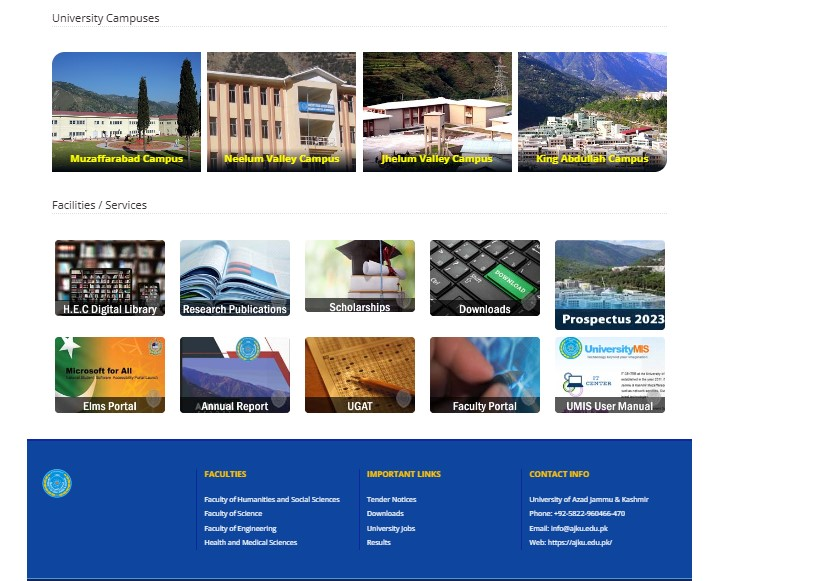 University Campuses
Muzaffarabad Campus
Neelum Valley Campus
Jhelum Valley Campus
King Abdullah Campus
Facilities / Services
H.E.C Digital Library
Research Publications
DOWNLOAD
Scholarships
Downloads
Prospectus 2023
Microsoft for All
Elms Portal
Annual Report
UGAT
Faculty Portal
UniversityMIS
IT CENTER
UMIS User Manual
FACULTIES
Faculty of Humanities and Social Sciences
Faculty of Science
Faculty of Engineering
Health and Medical Sciences
IMPORTANT LINKS
Tender Notices
Downloads
University Jobs
Results
CONTACT INFO
University of Azad Jammu & Kashmir
Phone: +92-5822-960466-470
Email: info@ajku.edu.pk
Web: https://ajku.edu.pk/